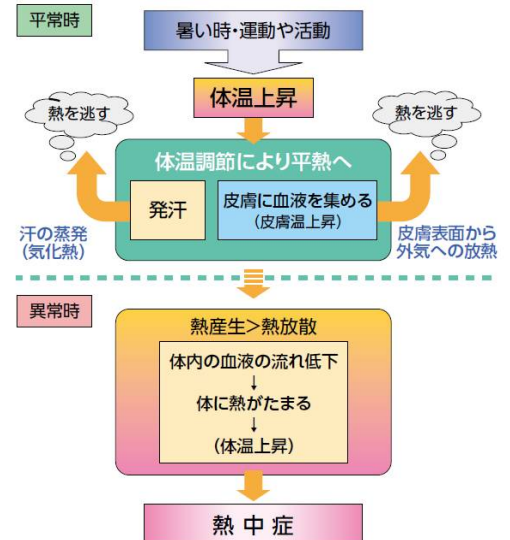 平常時
暑い時・運動や活動
体温上昇
熱を逃す
熱を逃す
体温調節により平熱へ
発汗
皮膚に血液を集める
(皮膚温上昇)
汗の蒸発
(気化熱)
皮膚表面から
外気への放熱
異常時
熱産生>熱放散
体内の血液の流れ低下
↓
体に熱がたまる
↓
(体温上昇)
熱中症